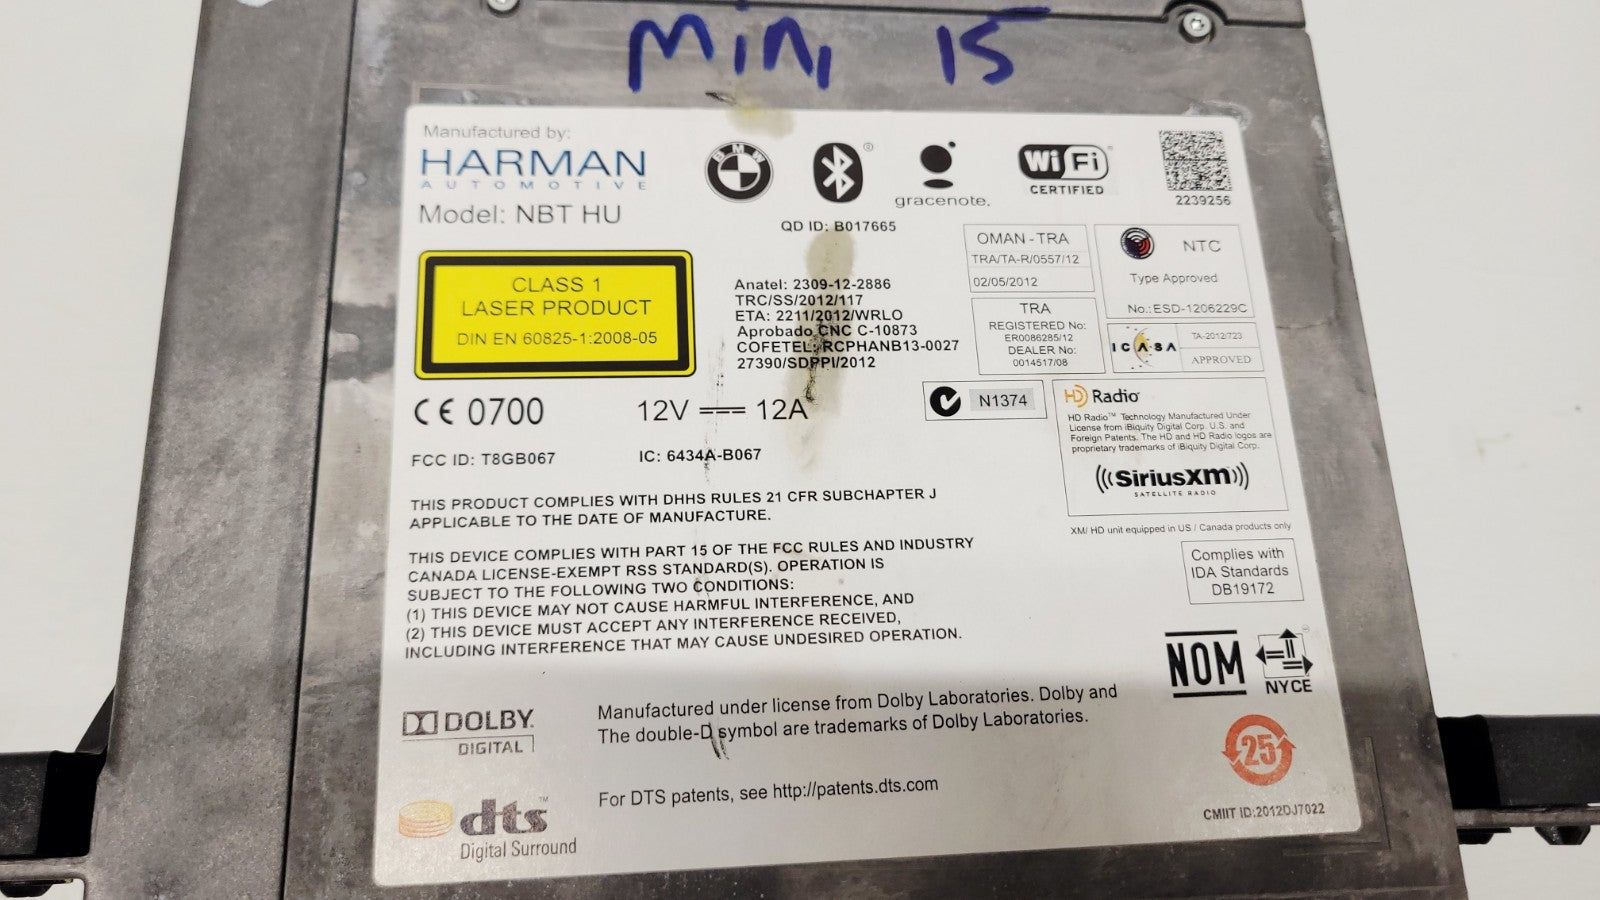 Mini 15
Manufactured by:
HARMAN
AUTOMOTIVE
Model: NBT HU
BMW
QD ID: B017665
gracenote.
Wi Fi
CERTIFIED
2239256
CLASS 1
LASER PRODUCT
DIN EN 60825-1:2008-05
Anatel: 2309-12-2886
TRC/SS/2012/117
ETA: 2211/2012/WRLO
Aprobado CNC C-10873
COFETEL: RCPHANB13-0027
27390/SDPPI/2012
OMAN - TRA
TRA/TA-R/0557/12
02/05/2012
TRA
REGISTERED No:
ER0086285/12
DEALER No:
0014517/08
NTC
Type Approved
No.: ESD-1206229C
ICASA
TA-2012/723
APPROVED
CE 0700
12V 12A
N1374
FCC ID: T8GB067
IC: 6434A-B067
HD Radio
HD Radio™ Technology Manufactured Under
License from iBiquity Digital Corp. U.S. and
Foreign Patents. The HD and HD Radio logos are
proprietary trademarks of iBiquity Digital Corp.
SiriusXM
SATELLITE RADIO
XM/ HD unit equipped in US / Canada products only
THIS PRODUCT COMPLIES WITH DHHS RULES 21 CFR SUBCHAPTER J
APPLICABLE TO THE DATE OF MANUFACTURE.
THIS DEVICE COMPLIES WITH PART 15 OF THE FCC RULES AND INDUSTRY
CANADA LICENSE-EXEMPT RSS STANDARD(S). OPERATION IS
SUBJECT TO THE FOLLOWING TWO CONDITIONS:
(1) THIS DEVICE MAY NOT CAUSE HARMFUL INTERFERENCE, AND
(2) THIS DEVICE MUST ACCEPT ANY INTERFERENCE RECEIVED,
INCLUDING INTERFERENCE THAT MAY CAUSE UNDESIRED OPERATION.
Complies with
IDA Standards
DB19172
NOM
NYCE
DOLBY
DIGITAL
Manufactured under license from Dolby Laboratories. Dolby and
The double-D symbol are trademarks of Dolby Laboratories.
25
dts™
Digital Surround
For DTS patents, see http://patents.dts.com
CMIIT ID:2012DJ7022